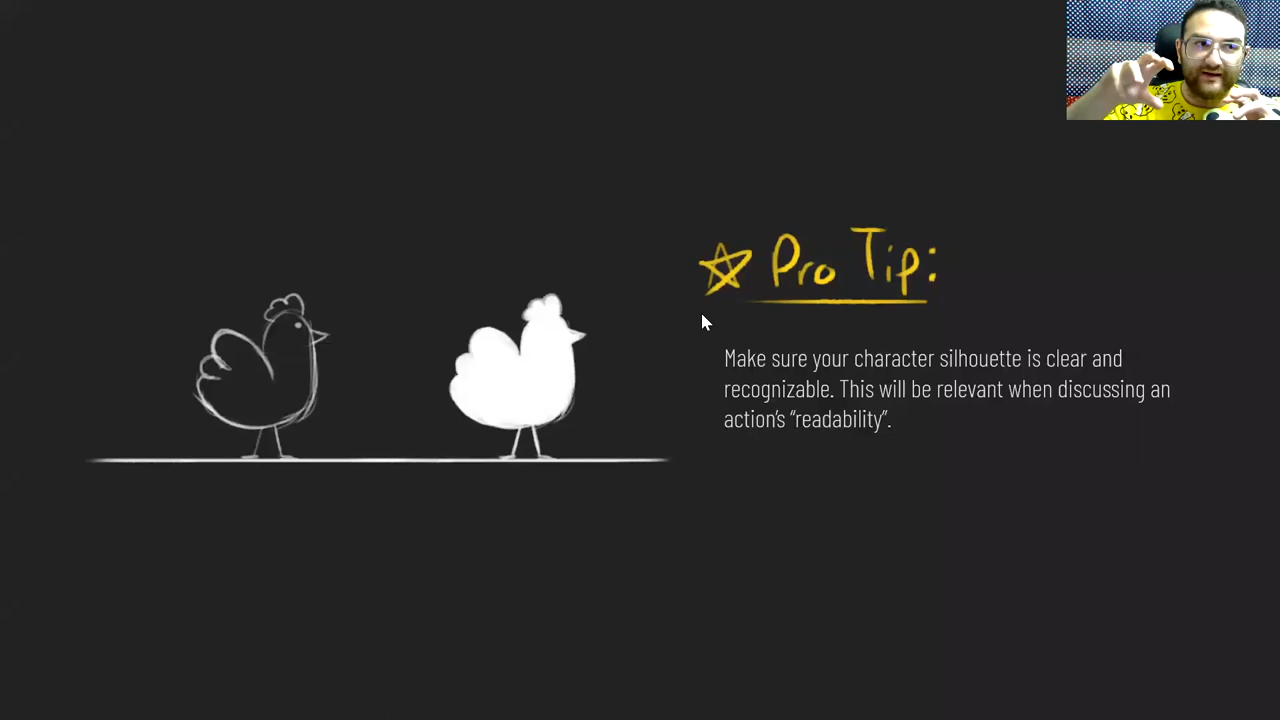 Pro Tip:
Make sure your character silhouette is clear and
recognizable. This will be relevant when discussing an
action’s “readability”.